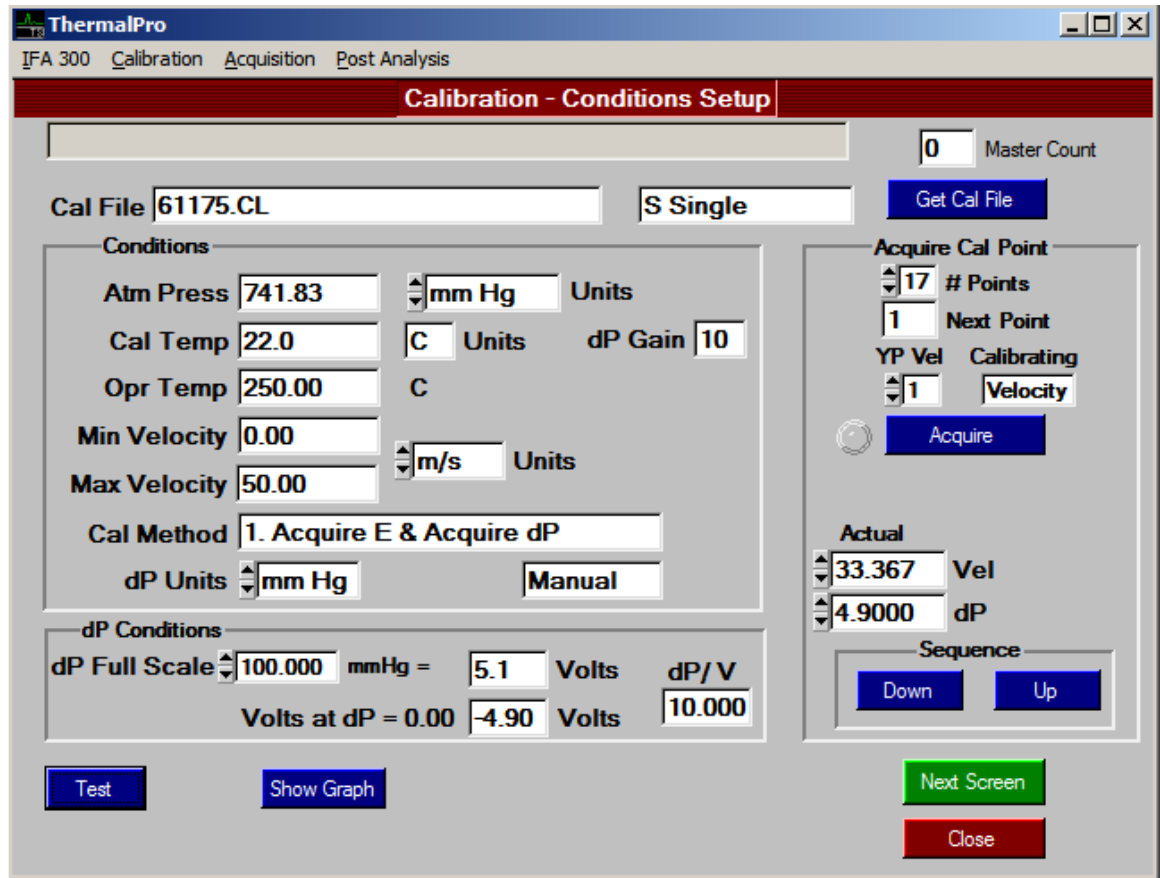 ThermalPro
IFA 300 Calibration Acquisition Post Analysis
Calibration - Conditions Setup
0 Master Count
Cal File 61175.CL S Single Get Cal File
Conditions
Atm Press 741.83 mm Hg Units
Cal Temp 22.0 C Units dP Gain 10
Opr Temp 250.00 C
Min Velocity 0.00
m/s Units
Max Velocity 50.00
Cal Method 1. Acquire E & Acquire dP
dP Units mm Hg Manual
dP Conditions
dP Full Scale 100.000 mmHg = 5.1 Volts dP/ V
Volts at dP = 0.00 -4.90 Volts 10.000
Acquire Cal Point
17 # Points
1 Next Point
YP Vel Calibrating
1 Velocity
Acquire
Actual
33.367 Vel
4.9000 dP
Sequence
Down Up
Test Show Graph Next Screen
Close